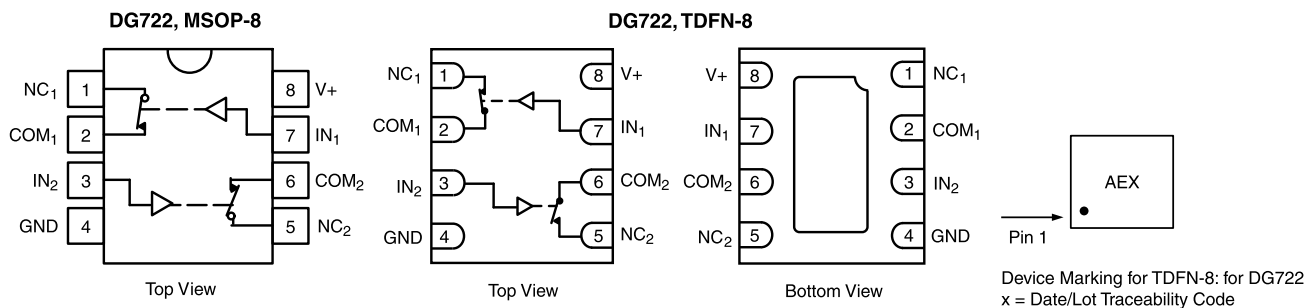 DG722, MSOP-8
NC1
1
8
V+
COM1
2
7
IN1
IN2
3
6
COM2
GND
4
5
NC2
Top View
DG722, TDFN-8
NC1
1
8
V+
COM1
2
7
IN1
IN2
3
6
COM2
GND
4
5
NC2
Top View
V+
8
1
NC1
IN1
7
2
COM1
COM2
6
3
IN2
NC2
5
4
GND
Bottom View
AEX
Pin 1
Device Marking for TDFN-8: for DG722
x = Date/Lot Traceability Code